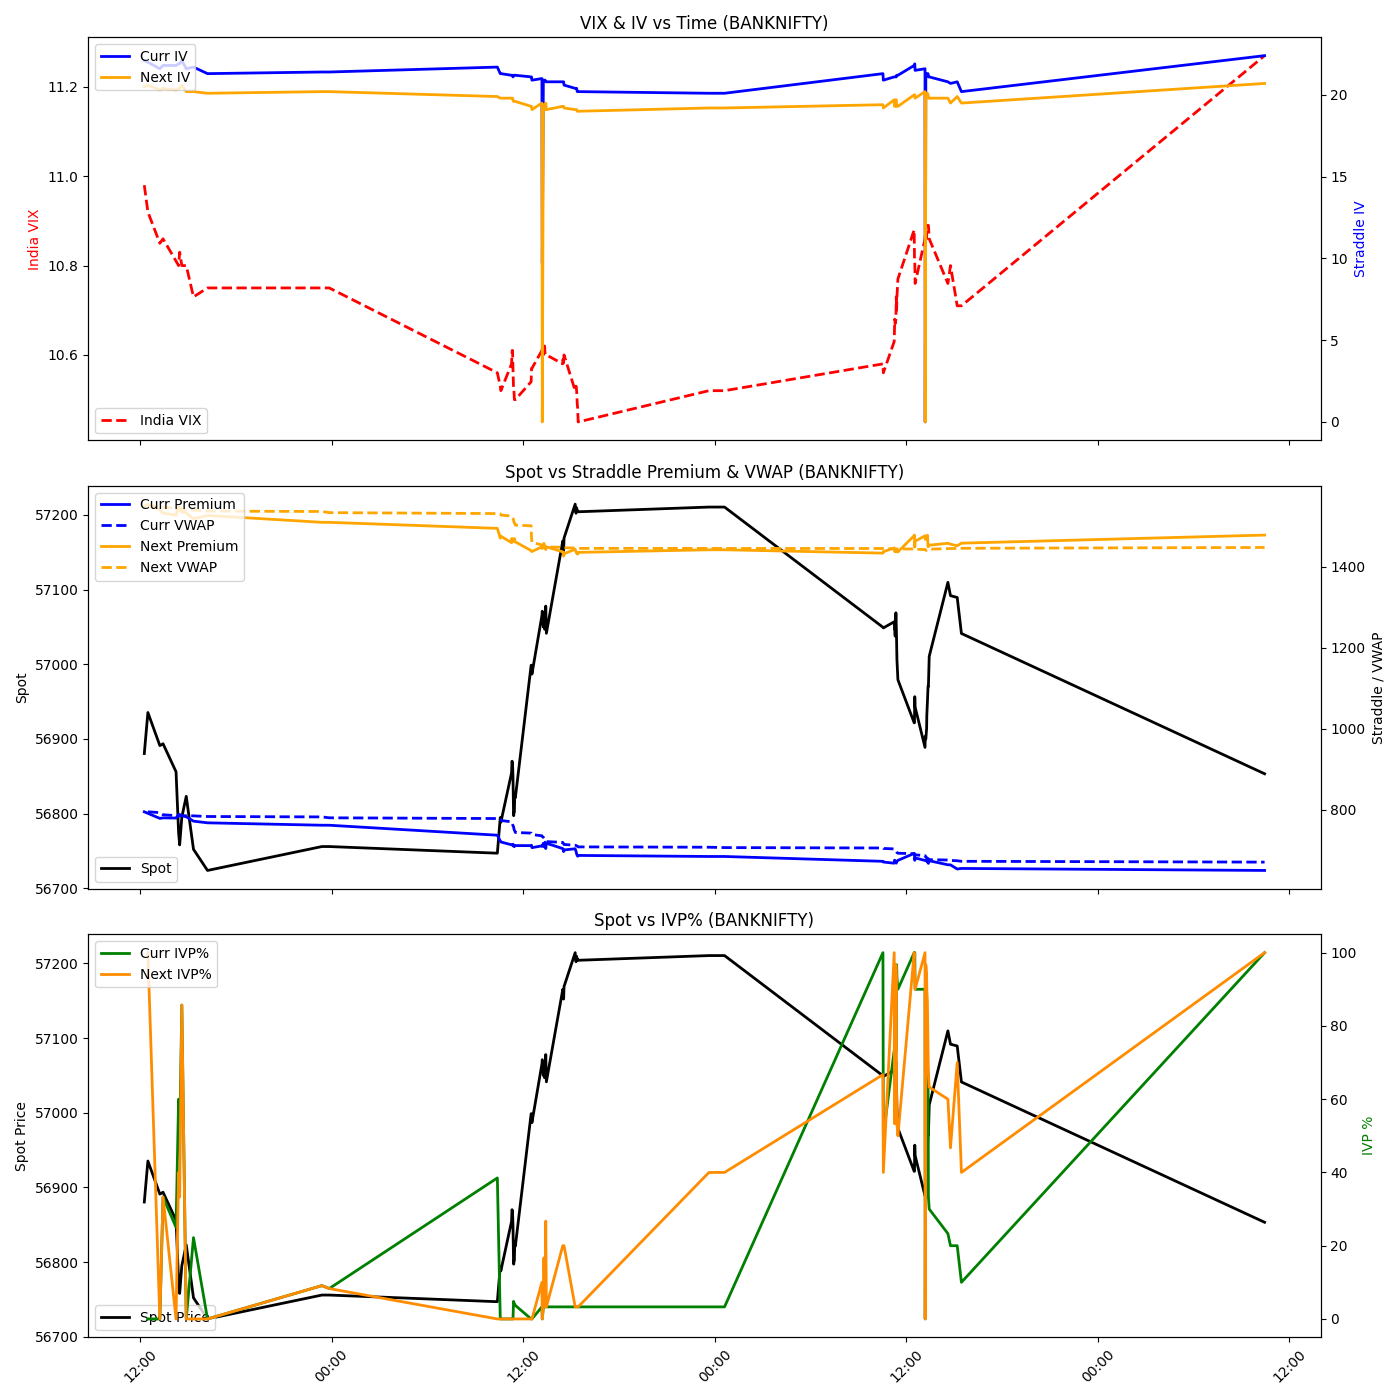 VIX & IV vs Time (BANKNIFTY)
Curr IV
Next IV
India VIX
11.2
11.0
10.8
10.6
India VIX
20
15
10
5
0
Straddle IV
Spot vs Straddle Premium & VWAP (BANKNIFTY)
Curr Premium
Curr VWAP
Next Premium
Next VWAP
Spot
57200
57100
57000
56900
56800
56700
Spot
1400
1200
1000
800
Straddle / VWAP
Spot vs IVP% (BANKNIFTY)
Curr IVP%
Next IVP%
Spot Price
57200
57100
57000
56900
56800
56700
Spot Price
100
80
60
40
20
0
IVP %
12:00
00:00
12:00
00:00
12:00
00:00
12:00